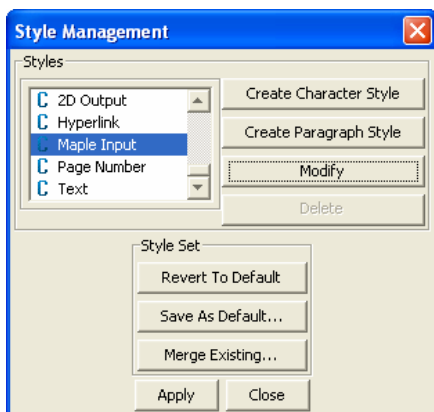 Style Management
Styles
C 2D Output
C Hyperlink
C Maple Input
C Page Number
C Text
Create Character Style
Create Paragraph Style
Modify
Delete
Style Set
Revert To Default
Save As Default...
Merge Existing...
Apply
Close